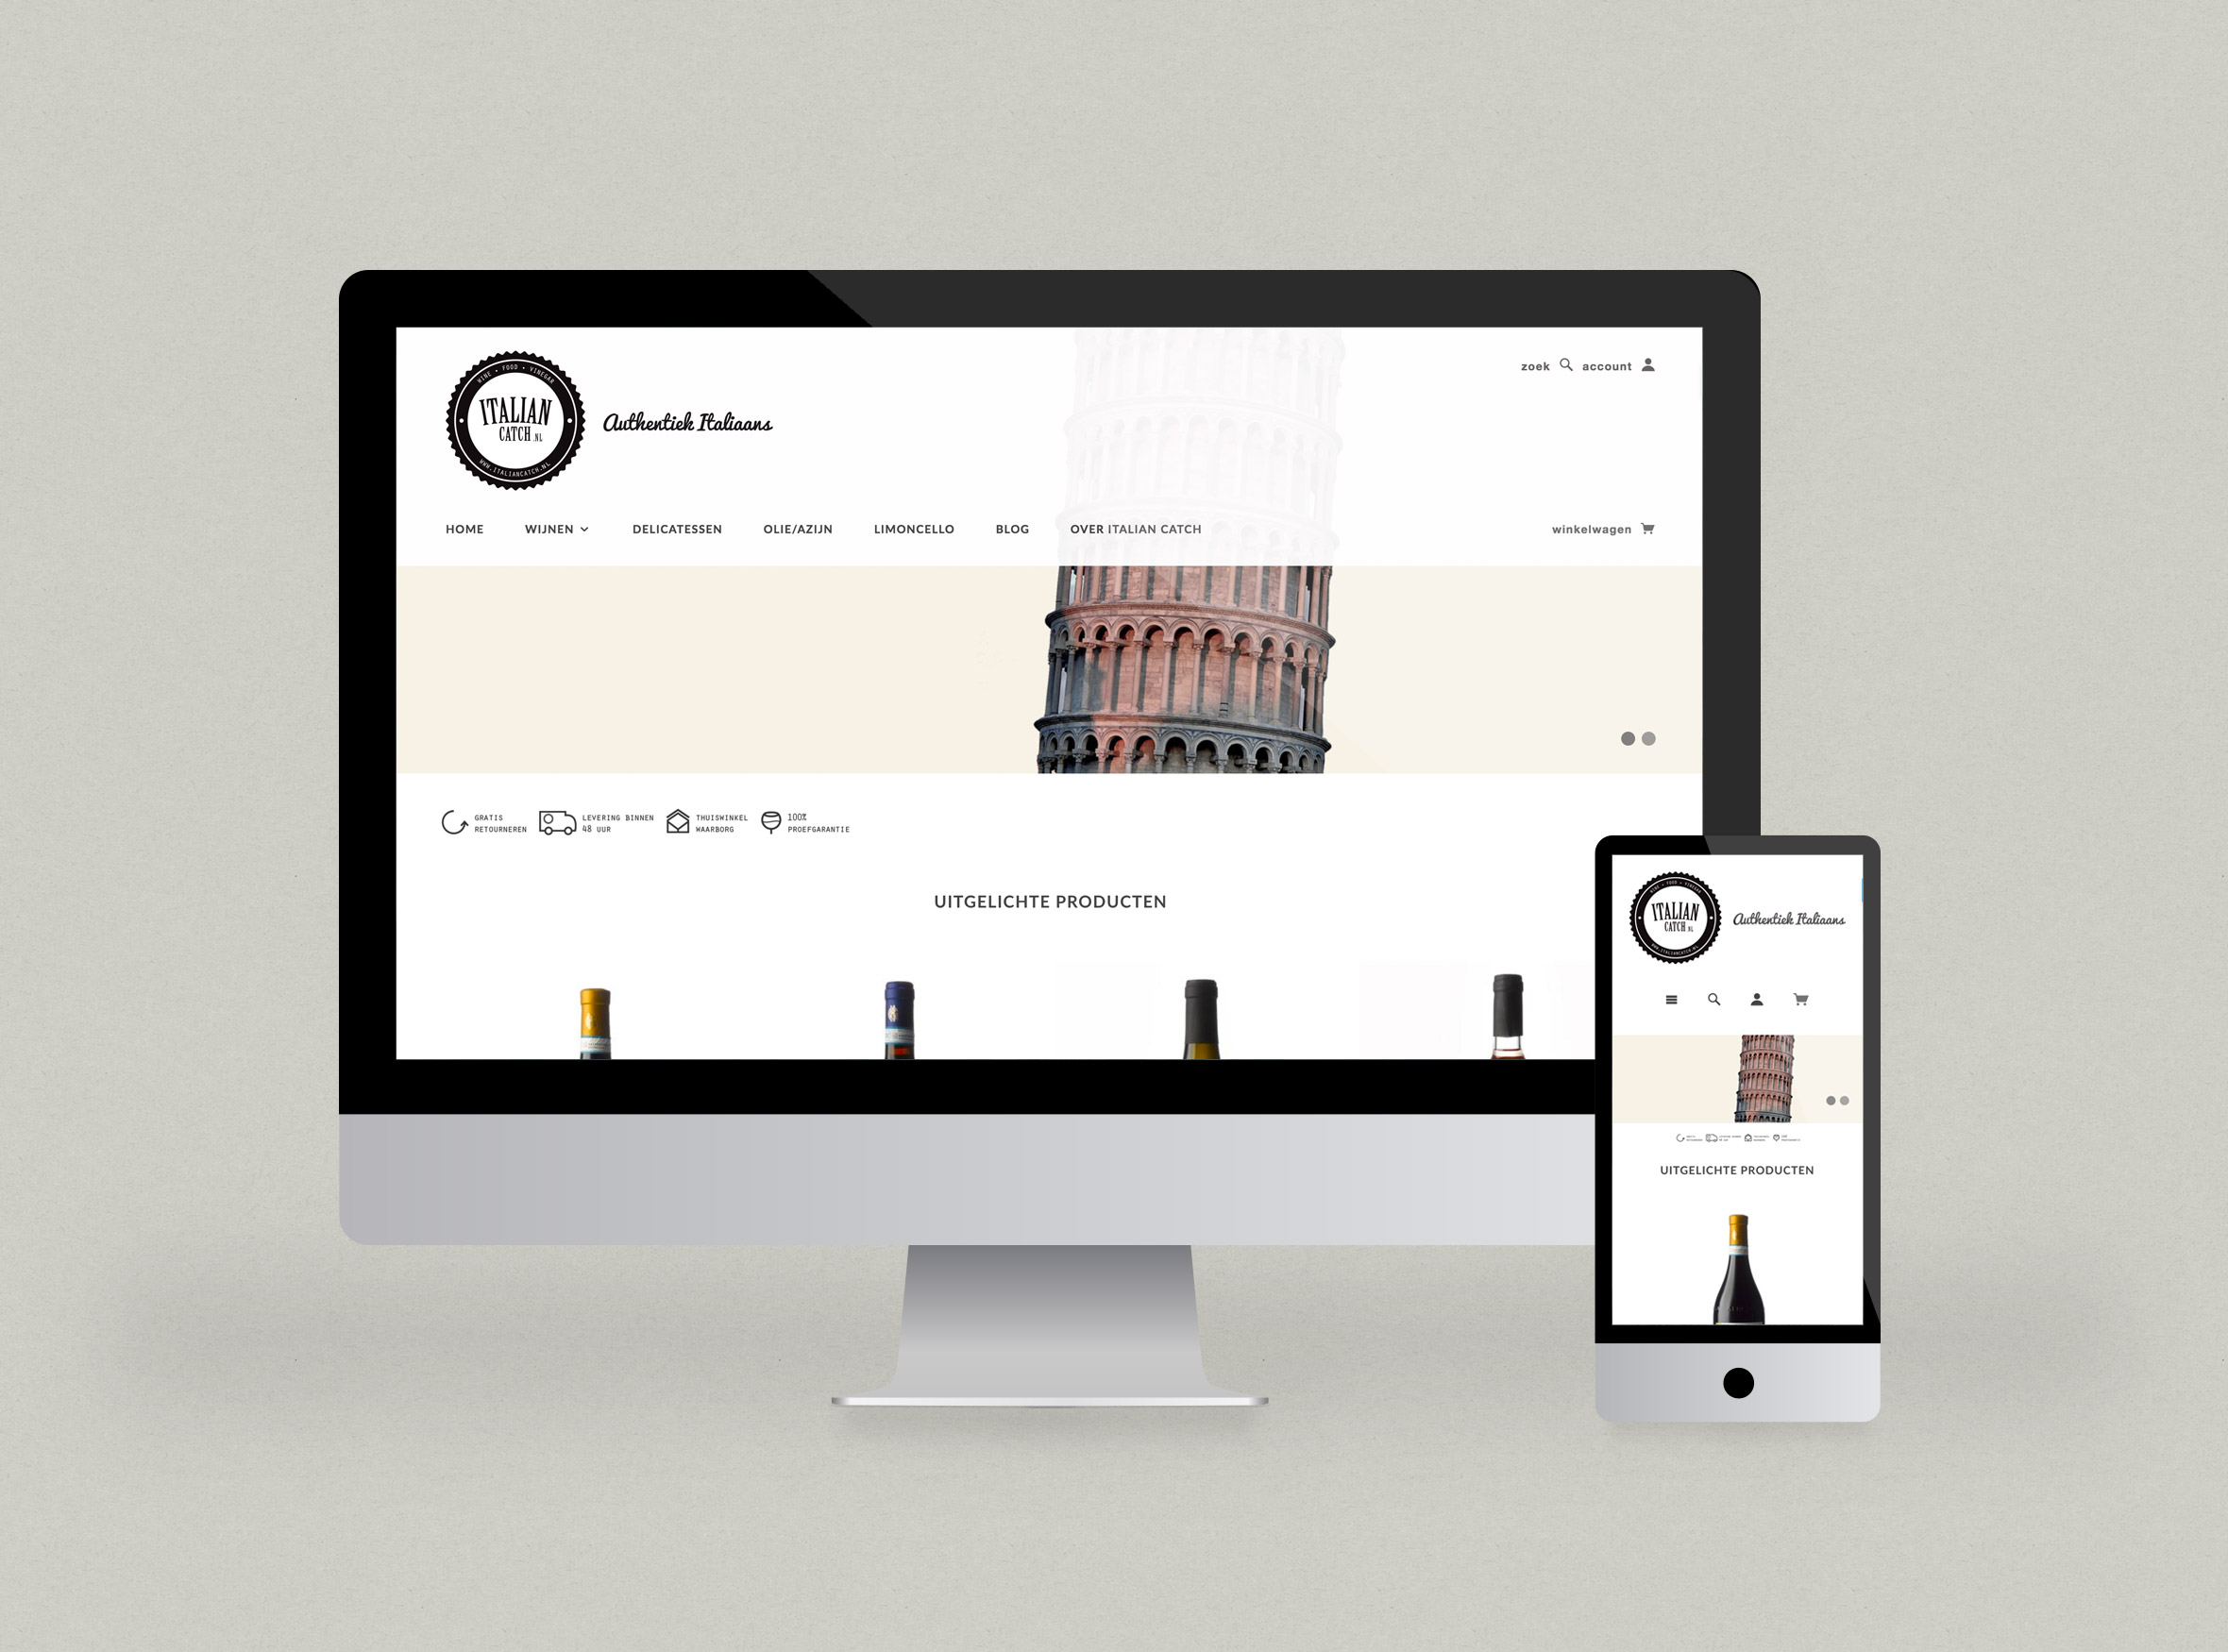 WINE • FOOD • VINEGAR
ITALIAN
CATCH.NL
WWW.ITALIANCATCH.NL
Authentiek Italiaans
zoek account
HOME WIJNEN DELICATESSEN OLIE/AZIJN LIMONCELLO BLOG OVER ITALIAN CATCH winkelwagen
GRATIS
RETOURNEREN
LEVERING BINNEN
48 UUR
THUISWINKEL
WAARBORG
100%
PROEFGARANTIE
UITGELICHTE PRODUCTEN
WINE • FOOD • VINEGAR
ITALIAN
CATCH.NL
WWW.ITALIANCATCH.NL
Authentiek Italiaans
UITGELICHTE PRODUCTEN